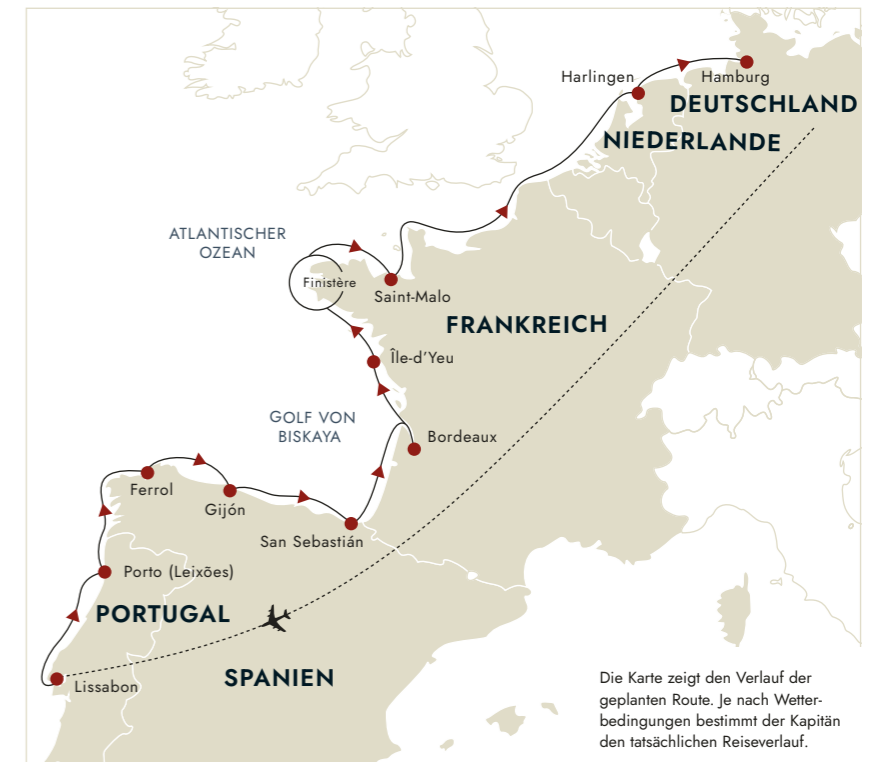 Harlingen
Hamburg
DEUTSCHLAND
NIEDERLANDE
ATLANTISCHER
OZEAN
Finistère
Saint-Malo
FRANKREICH
Île-d'Yeu
GOLF VON
BISKAYA
Bordeaux
Ferrol
Gijón
San Sebastián
Porto (Leixões)
PORTUGAL
SPANIEN
Lissabon
Die Karte zeigt den Verlauf der
geplanten Route. Je nach Wetter-
bedingungen bestimmt der Kapitän
den tatsächlichen Reiseverlauf.